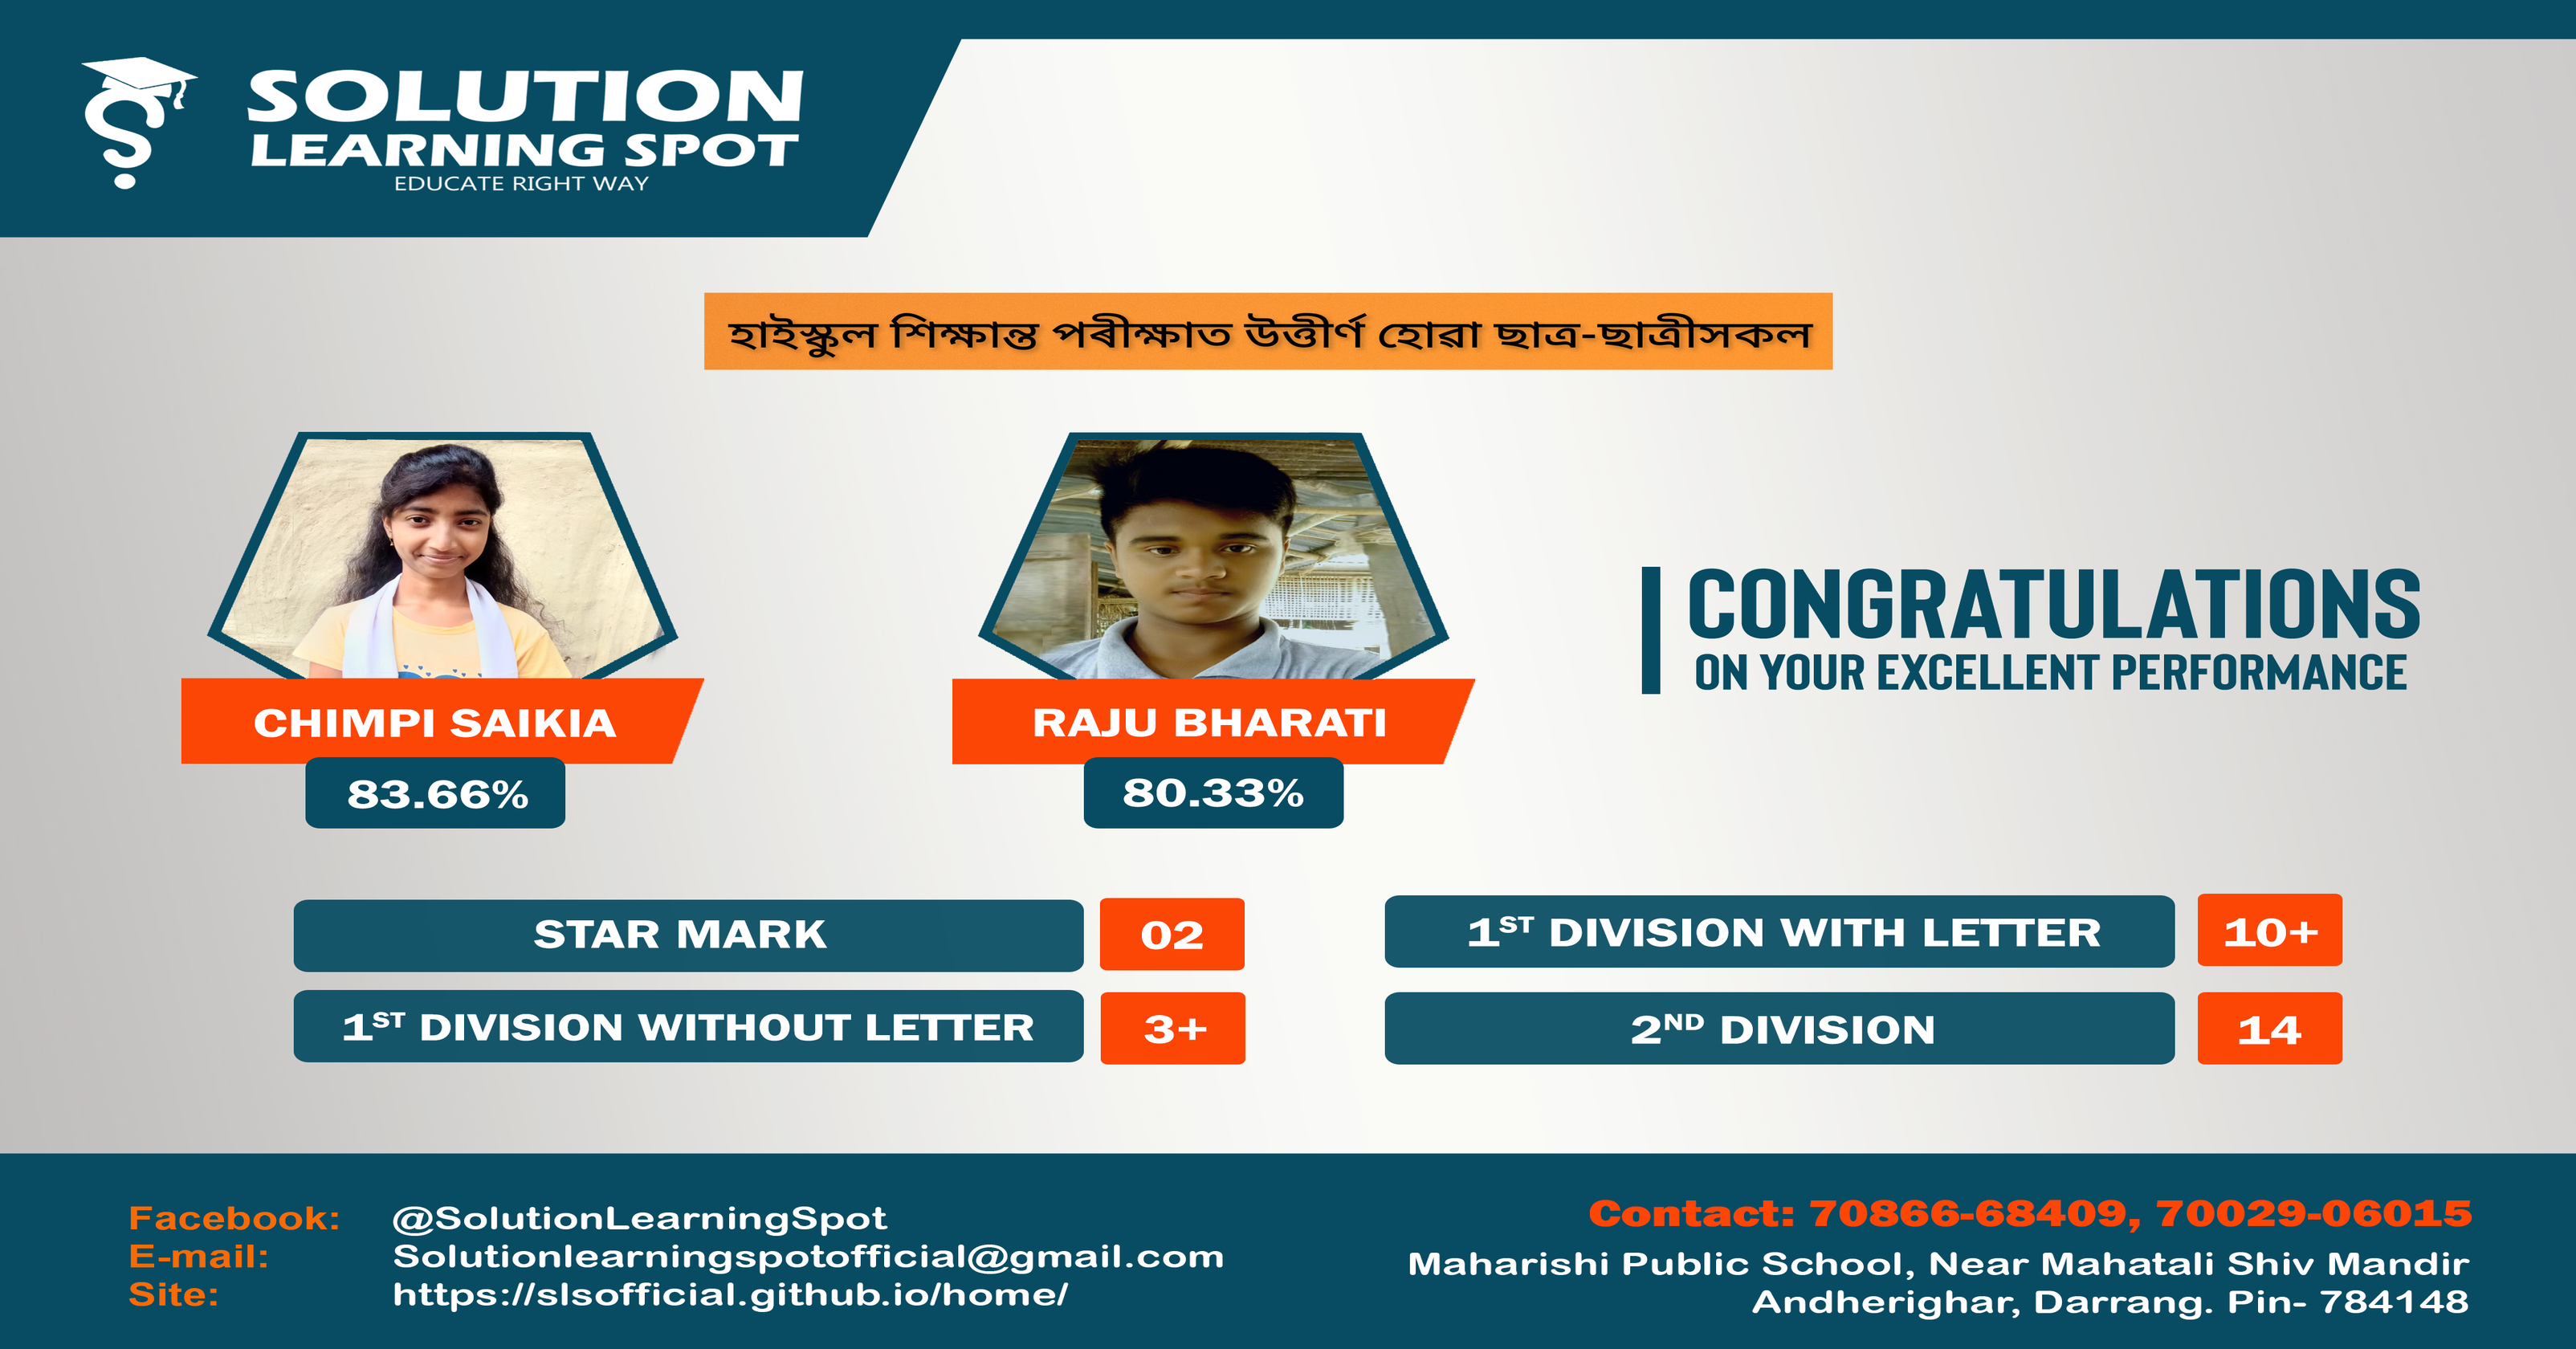 SOLUTION
LEARNING SPOT
EDUCATE RIGHT WAY
হাইস্কুল শিক্ষান্ত পৰীক্ষাত উত্তীৰ্ণ হোৱা ছাত্ৰ-ছাত্ৰীসকল
CHIMPI SAIKIA
83.66%
RAJU BHARATI
80.33%
CONGRATULATIONS
ON YOUR EXCELLENT PERFORMANCE
STAR MARK 02
1ST DIVISION WITH LETTER 10+
1ST DIVISION WITHOUT LETTER 3+
2ND DIVISION 14
Facebook: @SolutionLearningSpot
E-mail: Solutionlearningspotofficial@gmail.com
Site: https://slsofficial.github.io/home/
Contact: 70866-68409, 70029-06015
Maharishi Public School, Near Mahatali Shiv Mandir
Andherighar, Darrang. Pin- 784148